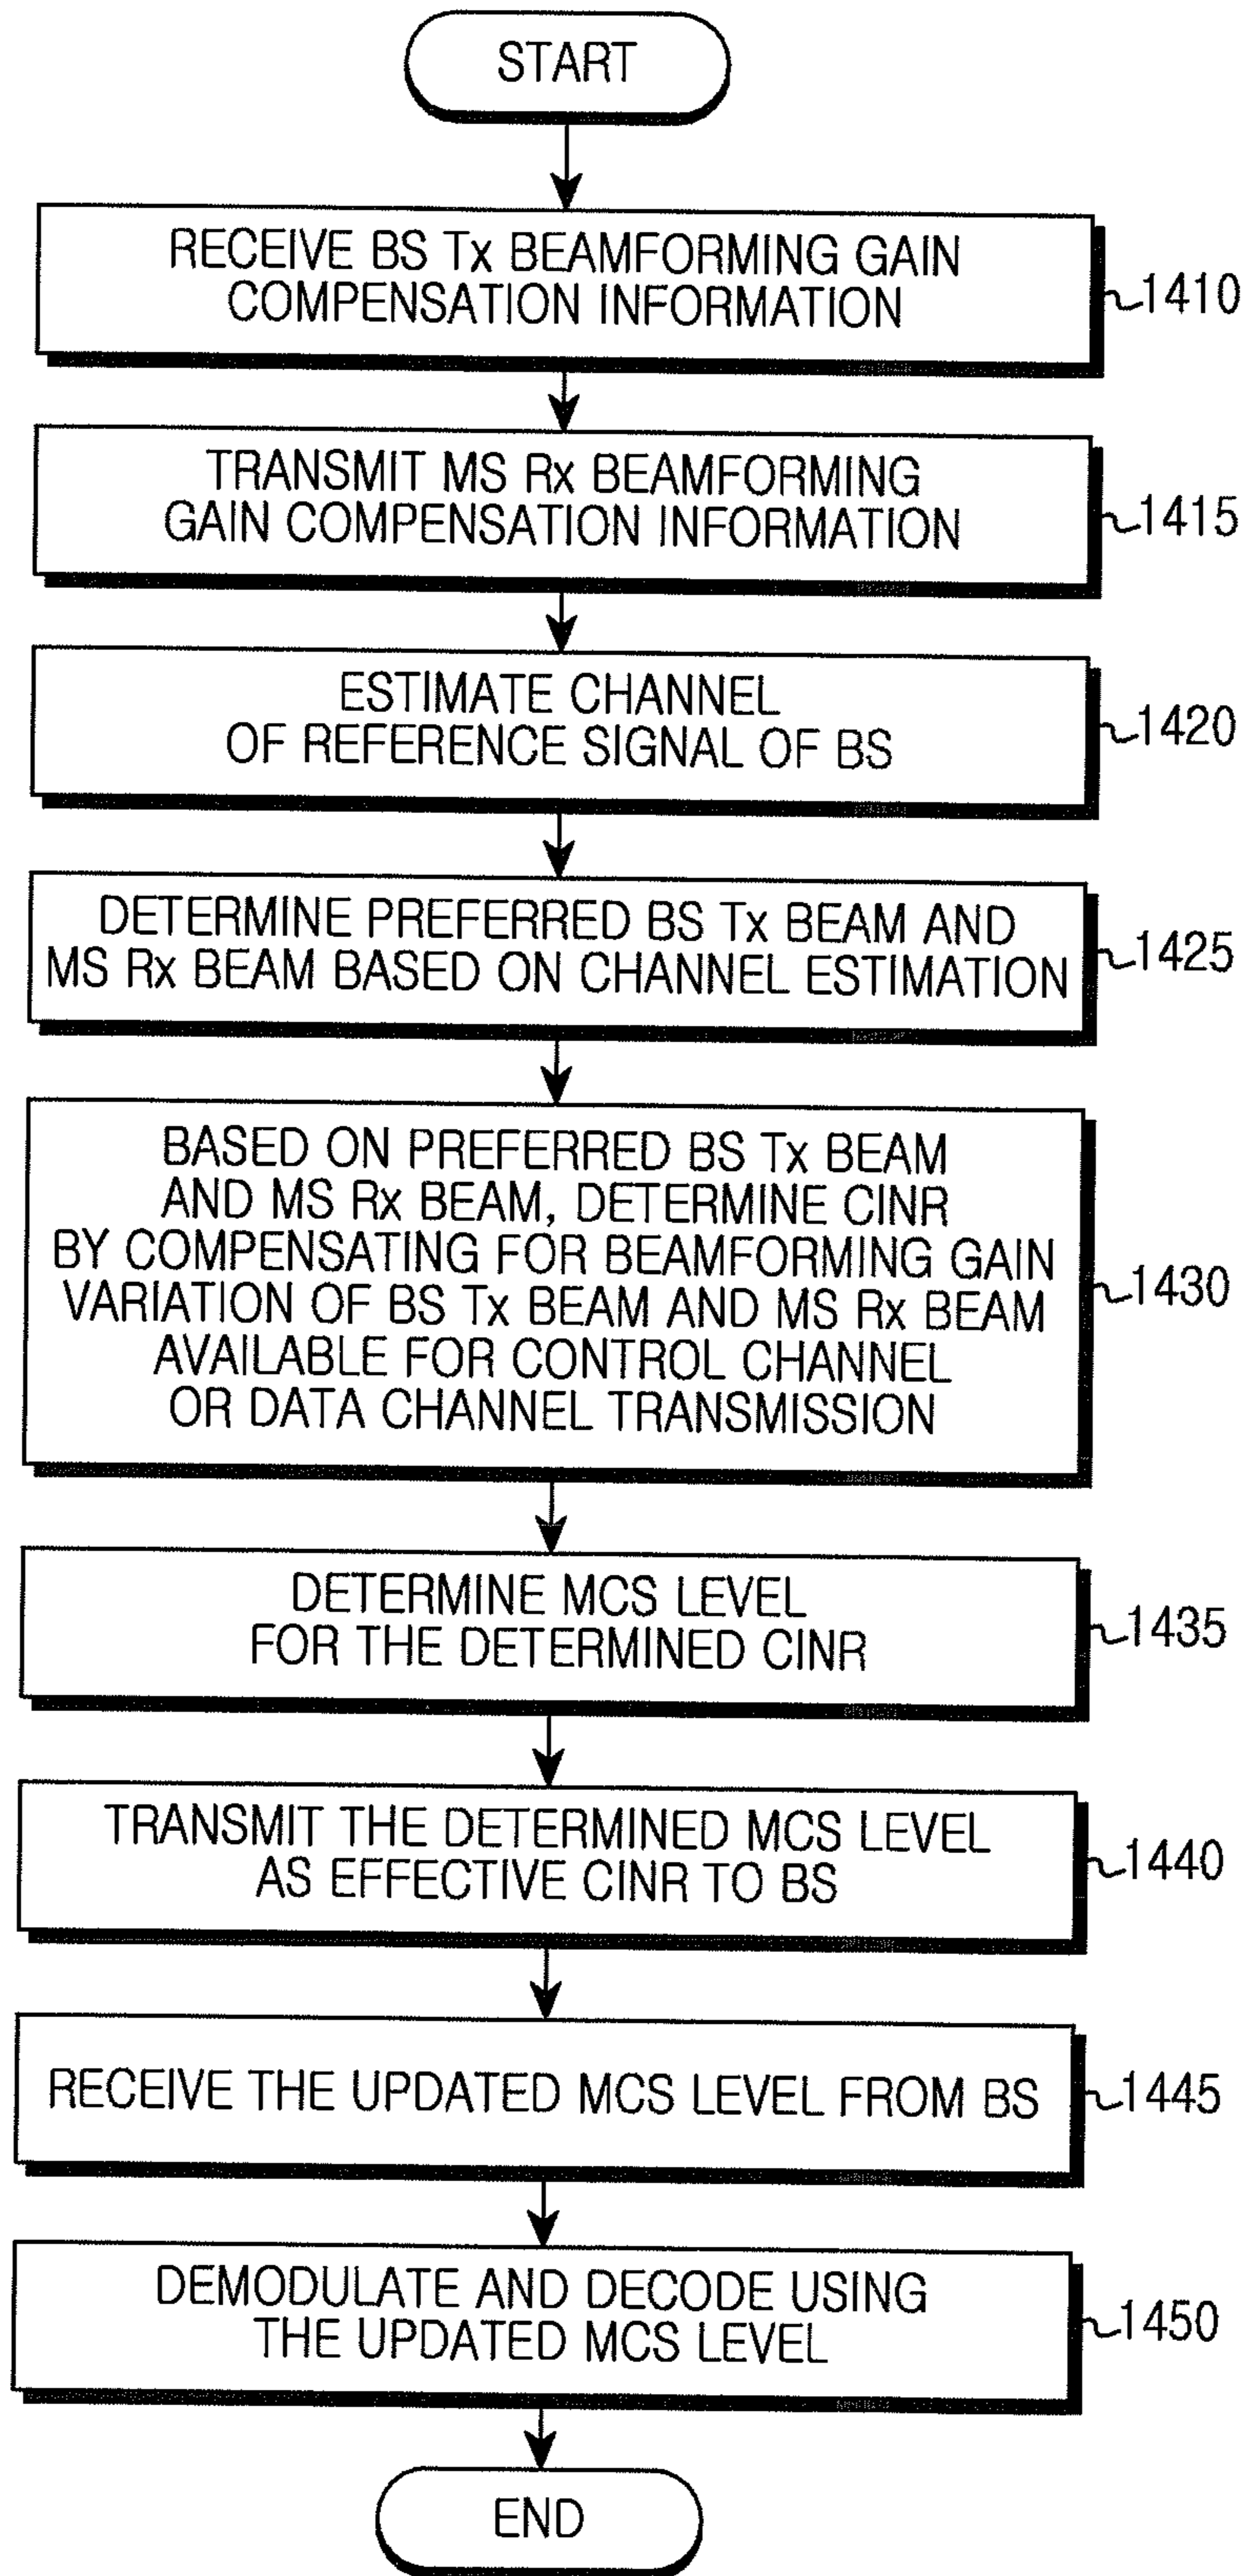 START
RECEIVE BS Tx BEAMFORMING GAIN
COMPENSATION INFORMATION
1410
TRANSMIT MS Rx BEAMFORMING
GAIN COMPENSATION INFORMATION
1415
ESTIMATE CHANNEL
OF REFERENCE SIGNAL OF BS
1420
DETERMINE PREFERRED BS Tx BEAM AND
MS Rx BEAM BASED ON CHANNEL ESTIMATION
1425
BASED ON PREFERRED BS Tx BEAM
AND MS Rx BEAM, DETERMINE CINR
BY COMPENSATING FOR BEAMFORMING GAIN
VARIATION OF BS Tx BEAM AND MS Rx BEAM
AVAILABLE FOR CONTROL CHANNEL
OR DATA CHANNEL TRANSMISSION
1430
DETERMINE MCS LEVEL
FOR THE DETERMINED CINR
1435
TRANSMIT THE DETERMINED MCS LEVEL
AS EFFECTIVE CINR TO BS
1440
RECEIVE THE UPDATED MCS LEVEL FROM BS
1445
DEMODULATE AND DECODE USING
THE UPDATED MCS LEVEL
1450
END